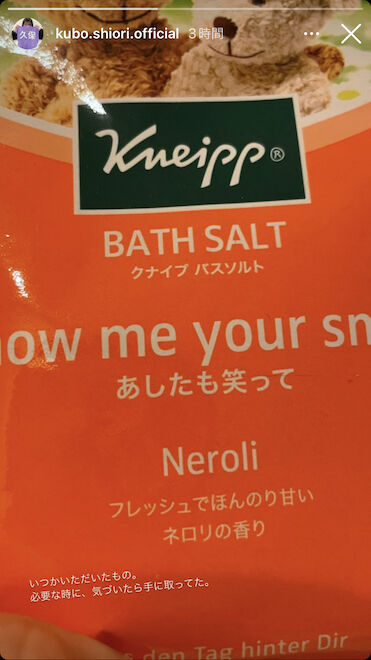 久保
kubo.shiori.official 3時間
Kneipp®
BATH SALT
クナイプ バスソルト
how me your sm
あしたも笑って
Neroli
フレッシュでほんのり甘い
ネロリの香り
いつかいただいたもの。
必要な時に、気づいたら手に取ってた。
s den Tag hinter Dir